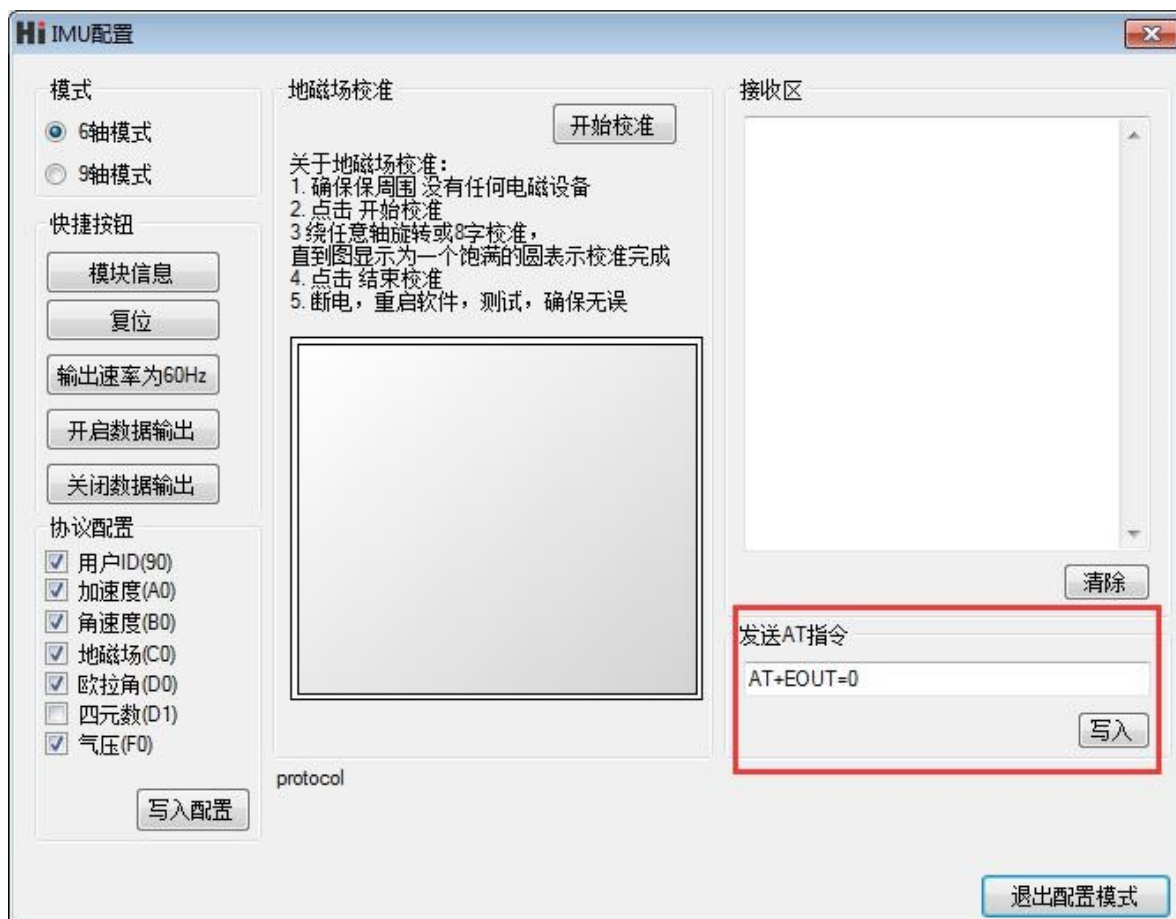 Hi IMU配置
模式
6轴模式
9轴模式
快捷按钮
模块信息
复位
输出速率为60Hz
开启数据输出
关闭数据输出
协议配置
用户ID(90)
加速度(A0)
角速度(B0)
地磁场(C0)
欧拉角(D0)
四元数(D1)
气压(F0)
写入配置
地磁场校准
开始校准
关于地磁场校准：
1. 确保保周围 没有任何电磁设备
2. 点击 开始校准
3 绕任意轴旋转或8字校准，
直到图显示为一个饱满的圆表示校准完成
4. 点击 结束校准
5. 断电，重启软件，测试，确保无误
protocol
接收区
清除
发送AT指令
AT+EOUT=0
写入
退出配置模式